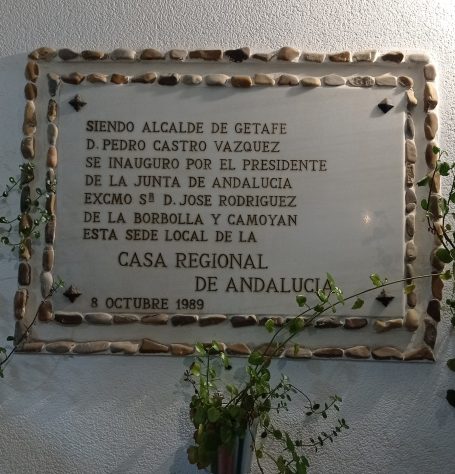 SIENDO ALCALDE DE GETAFE
D. PEDRO CASTRO VAZQUEZ
SE INAUGURO POR EL PRESIDENTE
DE LA JUNTA DE ANDALUCIA
EXCMO Sª D. JOSE RODRIGUEZ
DE LA BORBOLLA Y CAMOYAN
ESTA SEDE LOCAL DE LA
CASA REGIONAL
DE ANDALUCIA
8 OCTUBRE 1989